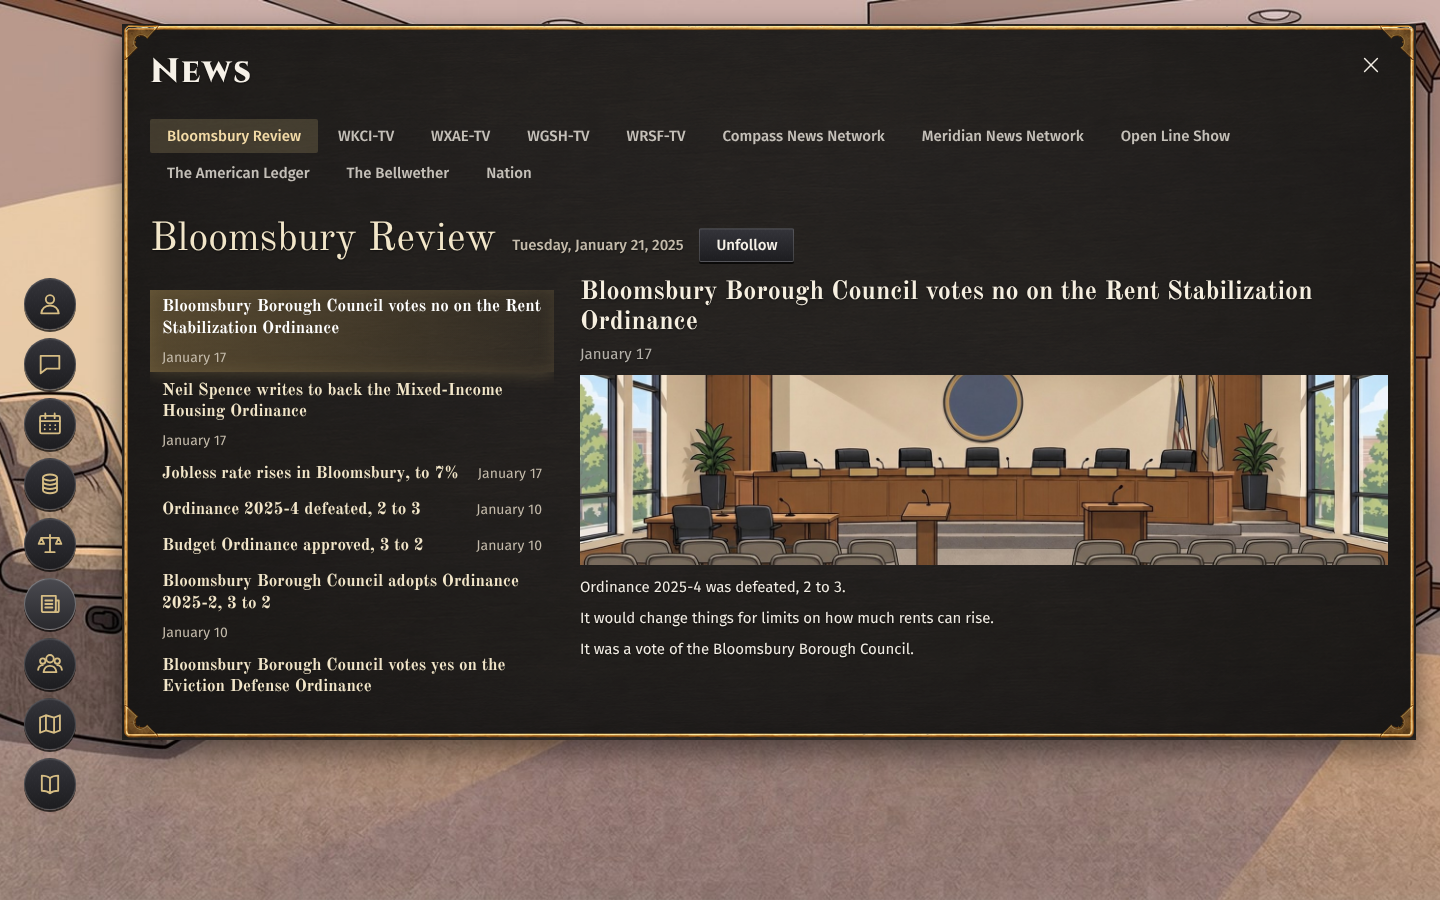 News
Bloomsbury Review
WKCI-TV
WXAE-TV
WGSH-TV
WRSF-TV
Compass News Network
Meridian News Network
Open Line Show
The American Ledger
The Bellwether
Nation
Bloomsbury Review
Tuesday, January 21, 2025
Unfollow
Bloomsbury Borough Council votes no on the Rent
Stabilization Ordinance
January 17
Neil Spence writes to back the Mixed-Income
Housing Ordinance
January 17
Jobless rate rises in Bloomsbury, to 7%
January 17
Ordinance 2025-4 defeated, 2 to 3
January 10
Budget Ordinance approved, 3 to 2
January 10
Bloomsbury Borough Council adopts Ordinance
2025-2, 3 to 2
January 10
Bloomsbury Borough Council votes yes on the
Eviction Defense Ordinance
Bloomsbury Borough Council votes no on the Rent Stabilization
Ordinance
January 17
Ordinance 2025-4 was defeated, 2 to 3.
It would change things for limits on how much rents can rise.
It was a vote of the Bloomsbury Borough Council.